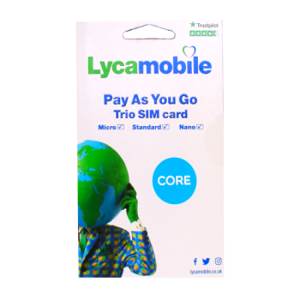 Trustpilot
Lycamobile
Pay As You Go
Trio SIM card
Micro Standard Nano
CORE
lycamobile.co.uk